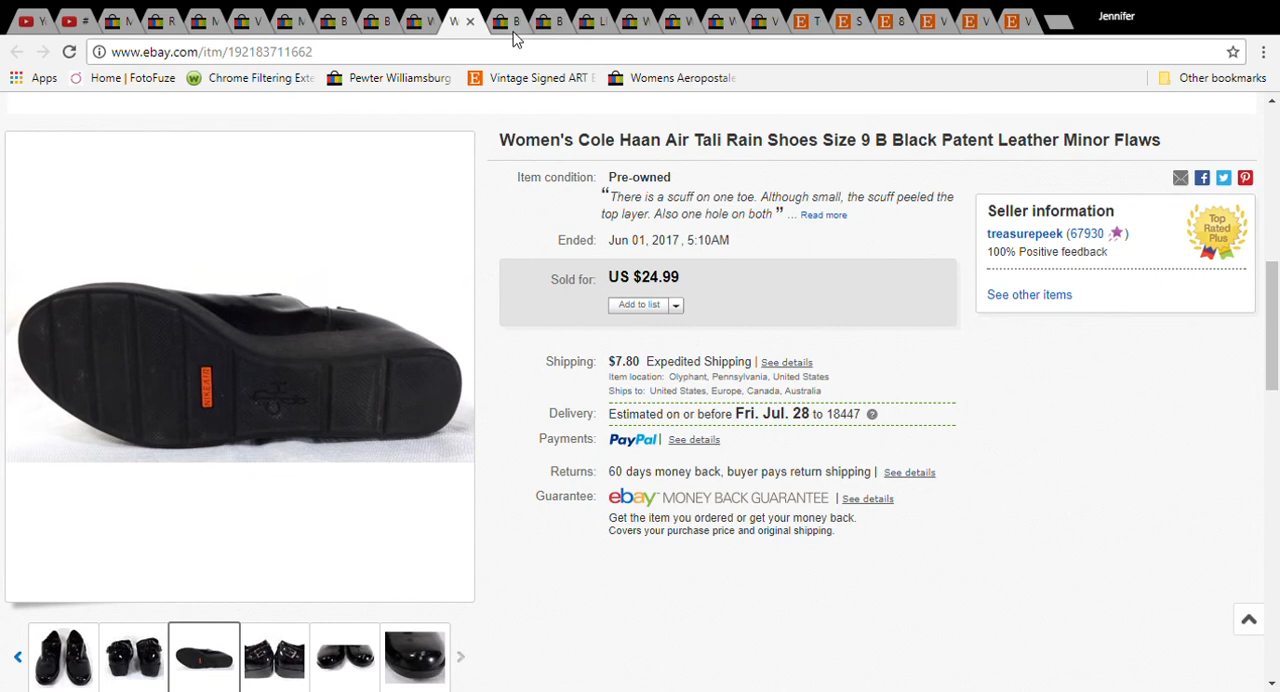 Y # M R M V M B B W W B B LI W W W V T S 8 V V V Jennifer
www.ebay.com/itm/192183711662
Apps Home | FotoFuze Chrome Filtering Exte Pewter Williamsburg Vintage Signed ART E Womens Aeropostale Other bookmarks
Women's Cole Haan Air Tali Rain Shoes Size 9 B Black Patent Leather Minor Flaws
Item condition: Pre-owned
“There is a scuff on one toe. Although small, the scuff peeled the
top layer. Also one hole on both ” ... Read more
Ended: Jun 01, 2017 , 5:10AM
Sold for: US $24.99
Add to list
Shipping: $7.80 Expedited Shipping | See details
Item location: Olyphant, Pennsylvania, United States
Ships to: United States, Europe, Canada, Australia
Delivery: Estimated on or before Fri. Jul. 28 to 18447
Payments: PayPal | See details
Returns: 60 days money back, buyer pays return shipping | See details
Guarantee: ebay MONEY BACK GUARANTEE | See details
Get the item you ordered or get your money back.
Covers your purchase price and original shipping.
Seller information
treasurepeek (67930 )
100% Positive feedback
See other items
Top
Rated
Plus
NIKE AIR